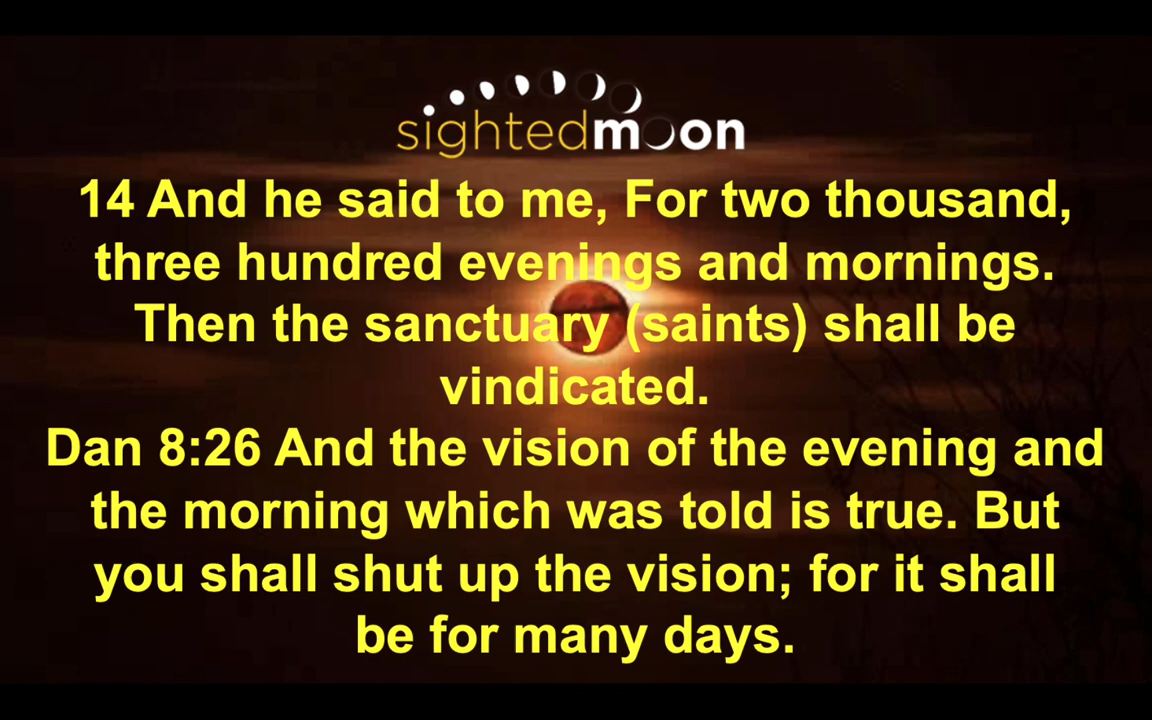 sightedmoon
14 And he said to me, For two thousand,
three hundred evenings and mornings.
Then the sanctuary (saints) shall be
vindicated.
Dan 8:26 And the vision of the evening and
the morning which was told is true. But
you shall shut up the vision; for it shall
be for many days.